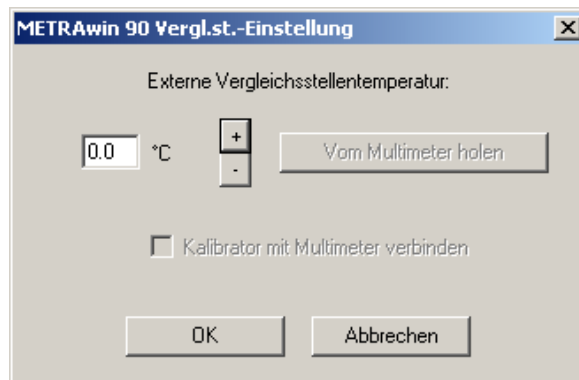 METRAwin 90 Vergl.st.-Einstellung
Externe Vergleichsstellentemperatur:
0.0 °C + Vom Multimeter holen
-
Kalibrator mit Multimeter verbinden
OK Abbrechen